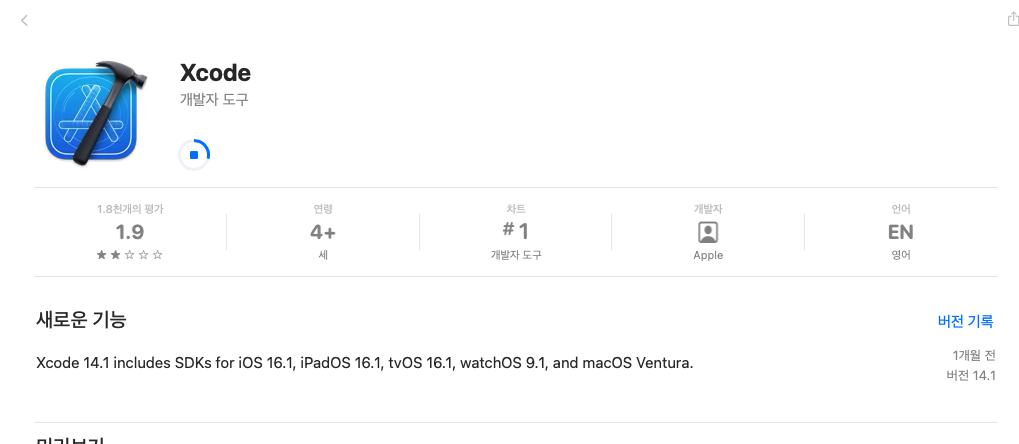 Xcode
개발자 도구
1.8천개의 평가
1.9
연령
4+
세
차트
#1
개발자 도구
개발자
Apple
언어
EN
영어
새로운 기능
버전 기록
Xcode 14.1 includes SDKs for iOS 16.1, iPadOS 16.1, tvOS 16.1, watchOS 9.1, and macOS Ventura.
1개월 전
버전 14.1